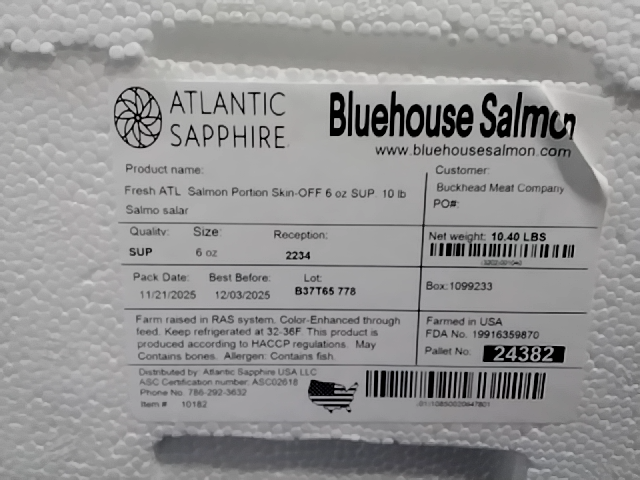 ATLANTIC
SAPPHIRE
Bluehouse Salmon
www.bluehousesalmon.com
Product name:
Fresh ATL Salmon Portion Skin-OFF 6 oz SUP. 10 lb
Salmo salar
Customer:
Buckhead Meat Company
PO#:
Quality: Size: Reception:
SUP 6 oz 2234
Net weight: 10.40 LBS
Pack Date: Best Before: Lot:
11/21/2025 12/03/2025 B37T65 778
Box:1099233
Farm raised in RAS system. Color-Enhanced through
feed. Keep refrigerated at 32-36F. This product is
produced according to HACCP regulations. May
Contains bones. Allergen: Contains fish.
Farmed in USA
FDA No. 19916359870
Pallet No. 24382
Distributed by: Atlantic Sapphire USA LLC
ASC Certification number: ASC02618
Phone No. 786-292-3632
Item # 10182